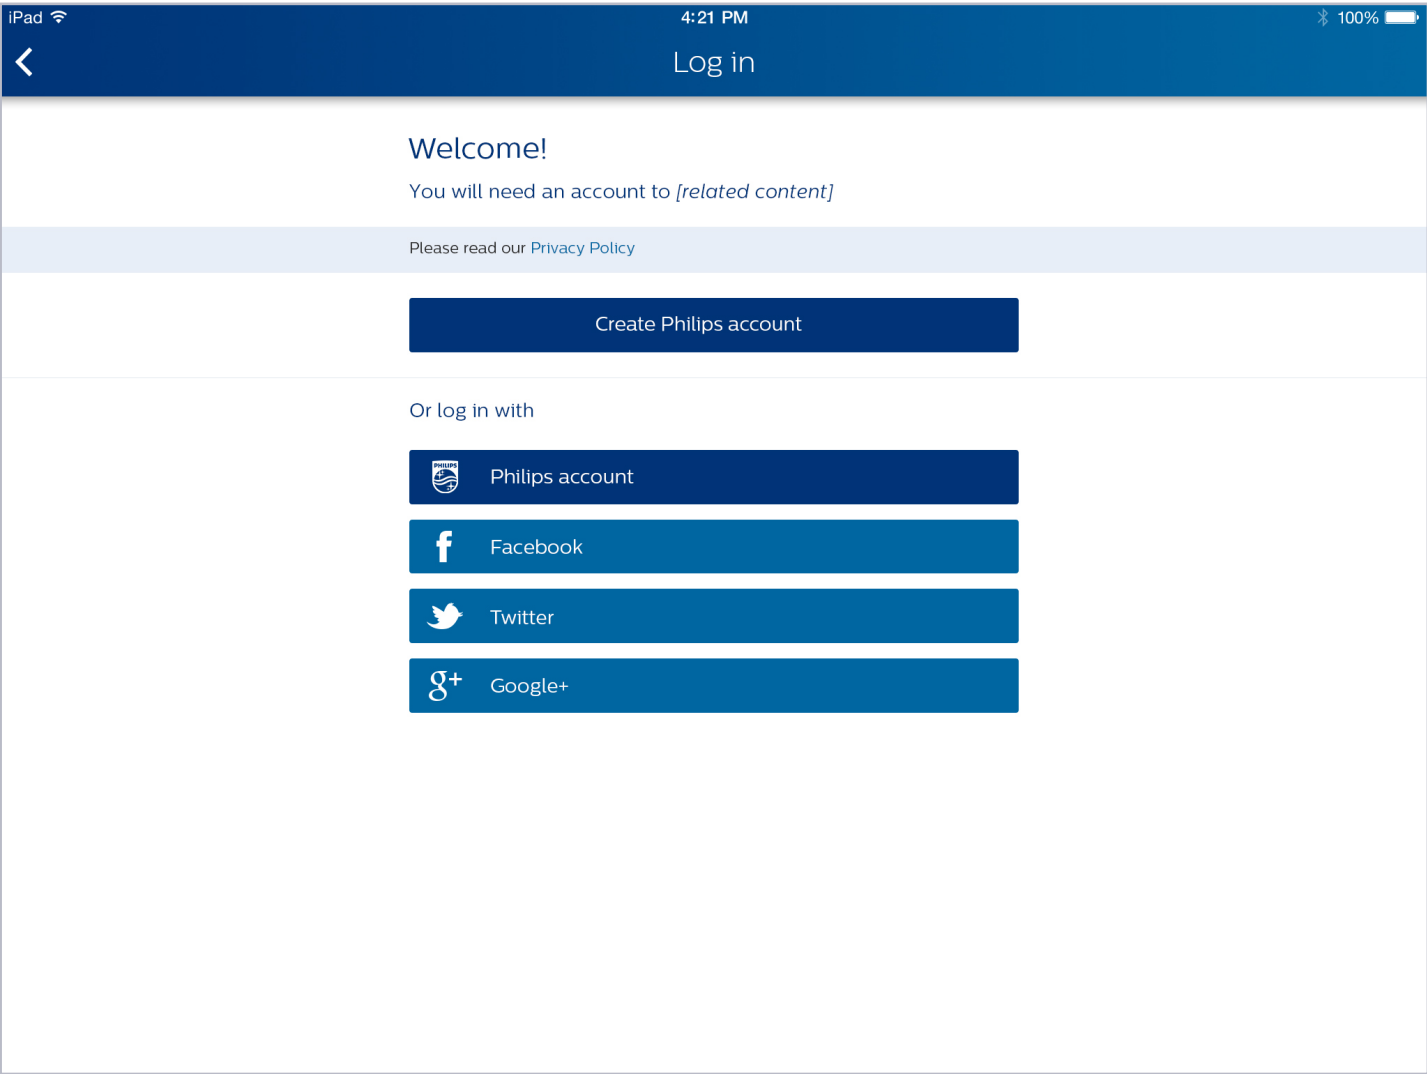 iPad 4:21 PM 100%
Log in
Welcome!
You will need an account to [related content]
Please read our Privacy Policy
Create Philips account
Or log in with
PHILIPS
Philips account
f Facebook
Twitter
g+ Google+